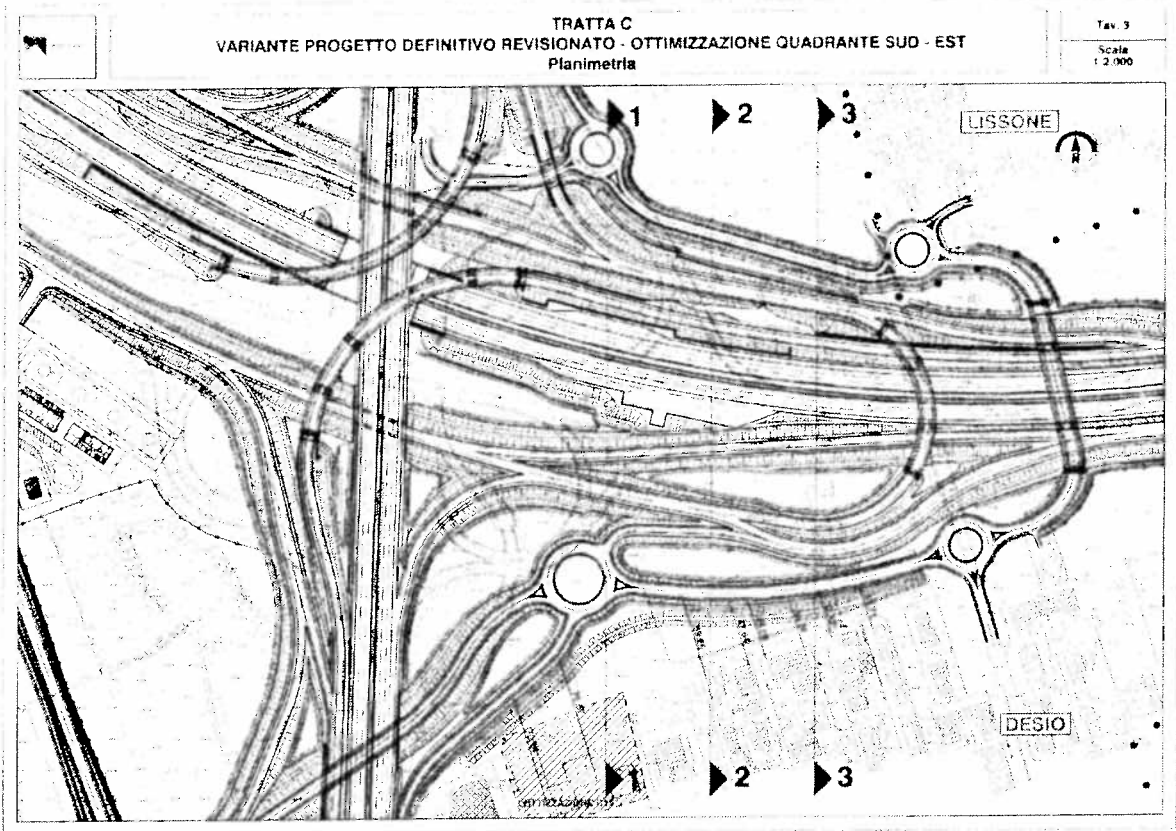 TRATTA C
VARIANTE PROGETTO DEFINITIVO REVISIONATO - OTTIMIZZAZIONE QUADRANTE SUD - EST
Planimetria
Tav. 3
Scala
1:2.000
1
2
3
LISSONE
N
DESIO
1
2
3